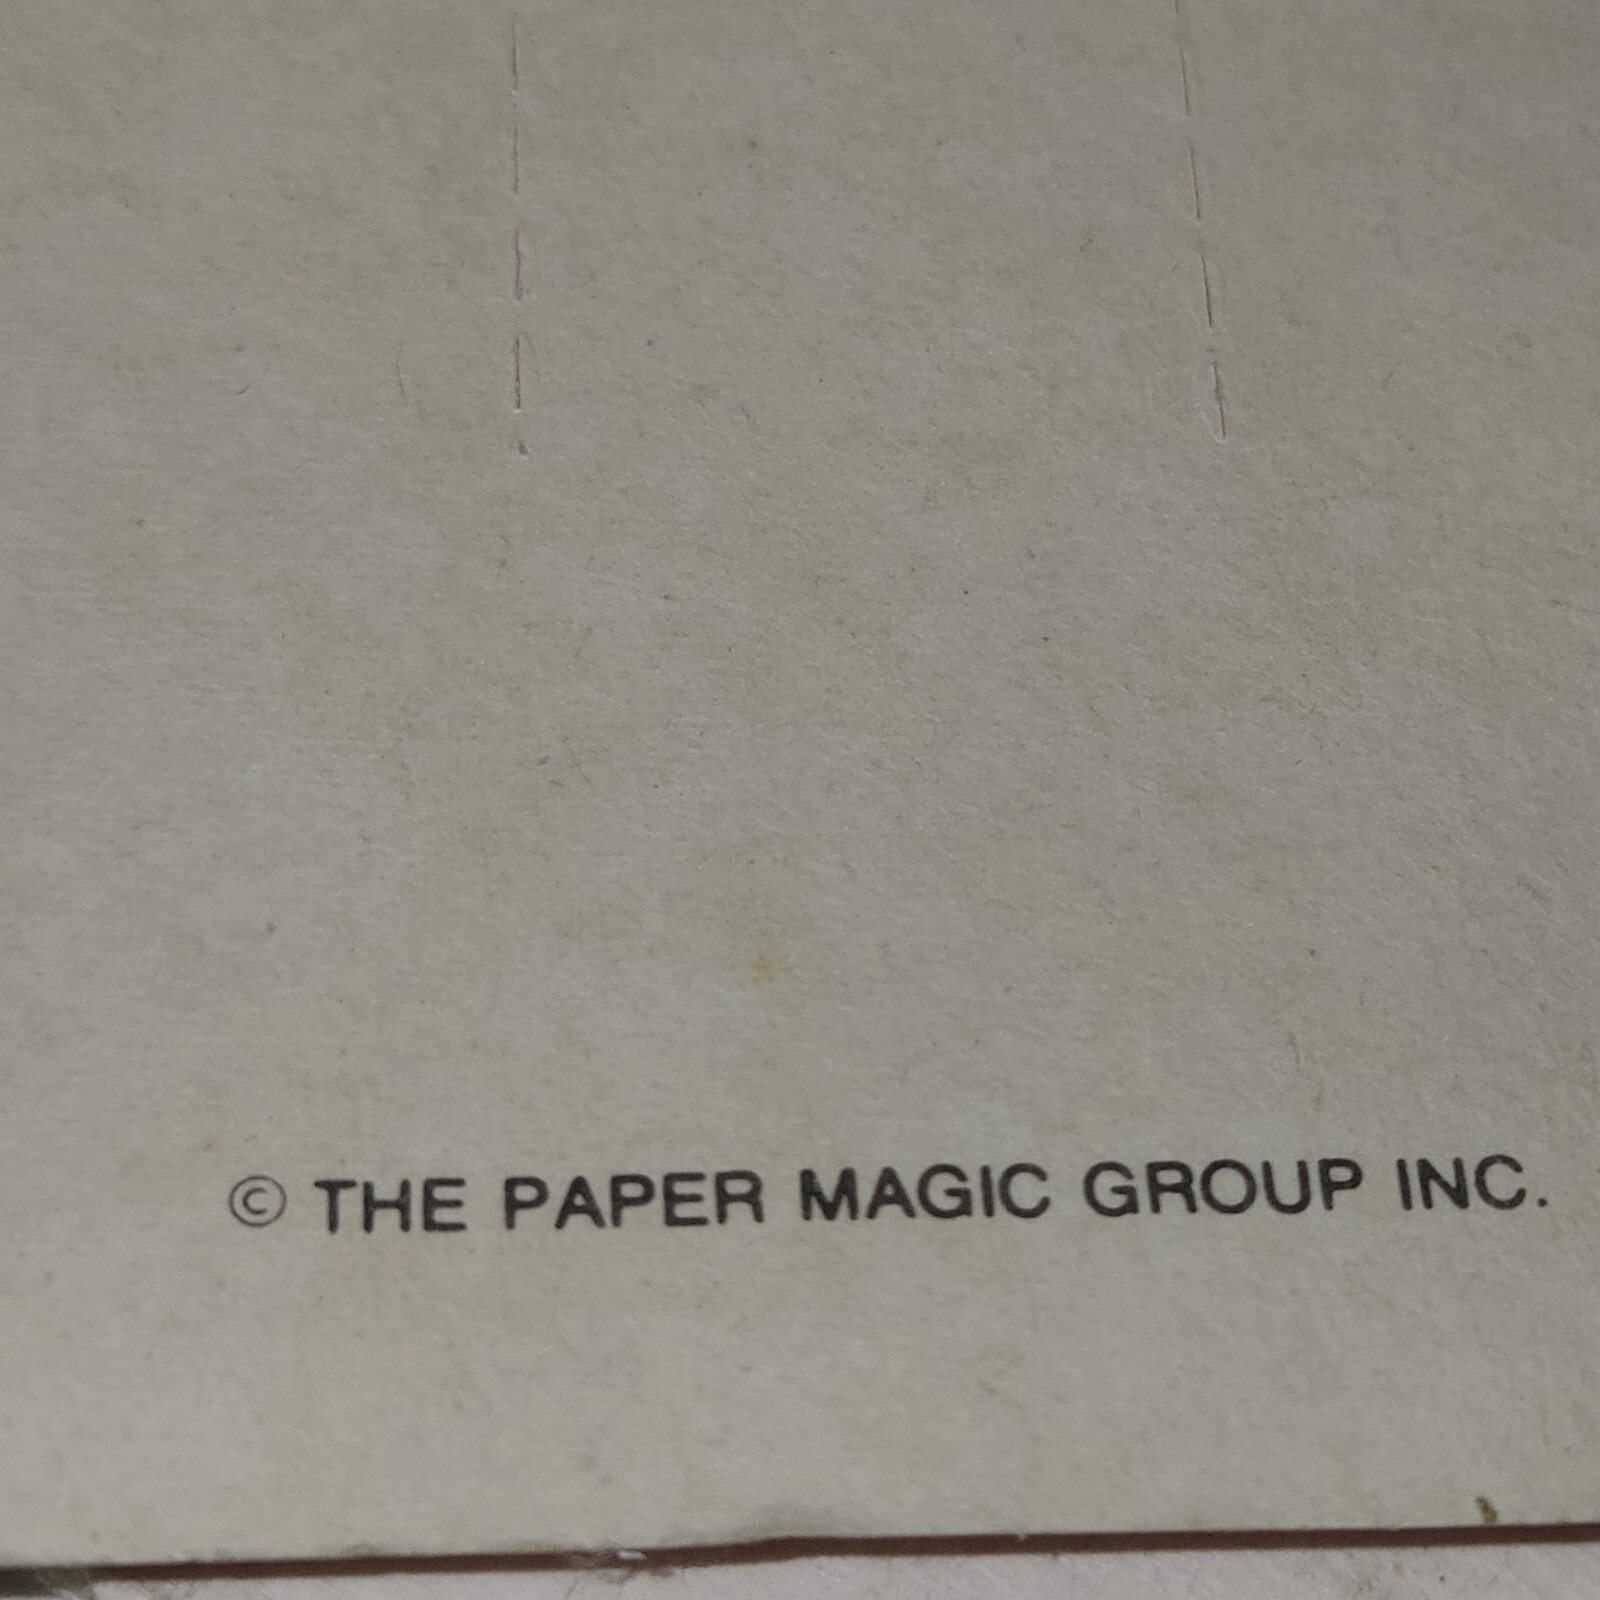 © THE PAPER MAGIC GROUP INC.